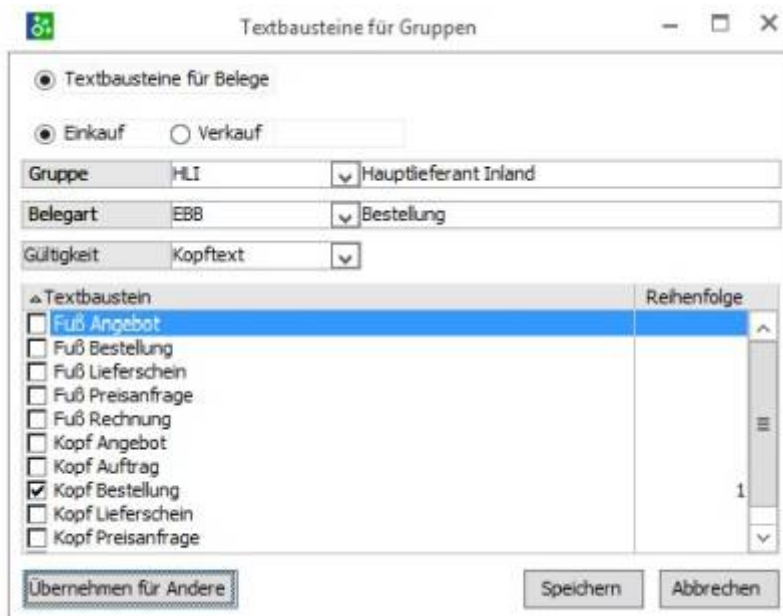 Textbausteine für Gruppen
Textbausteine für Belege
Einkauf Verkauf
Gruppe HLI Hauptlieferant Inland
Belegart EBB Bestellung
Gültigkeit Kopftext
Textbaustein Reihenfolge
Fuß Angebot
Fuß Bestellung
Fuß Lieferschein
Fuß Preisanfrage
Fuß Rechnung
Kopf Angebot
Kopf Auftrag
Kopf Bestellung 1
Kopf Lieferschein
Kopf Preisanfrage
Übernehmen für Andere Speichern Abbrechen